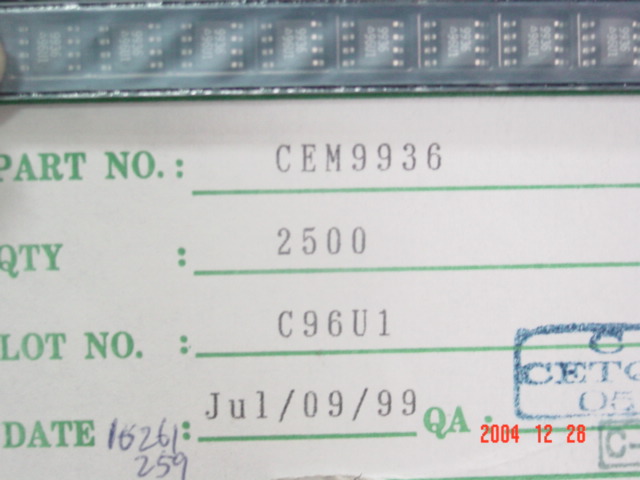 PART NO.: CEM9936
QTY : 2500
LOT NO. : C96U1
DATE : Jul/09/99 QA :
16261
259
C
CETC
05
C-
2004 12 28